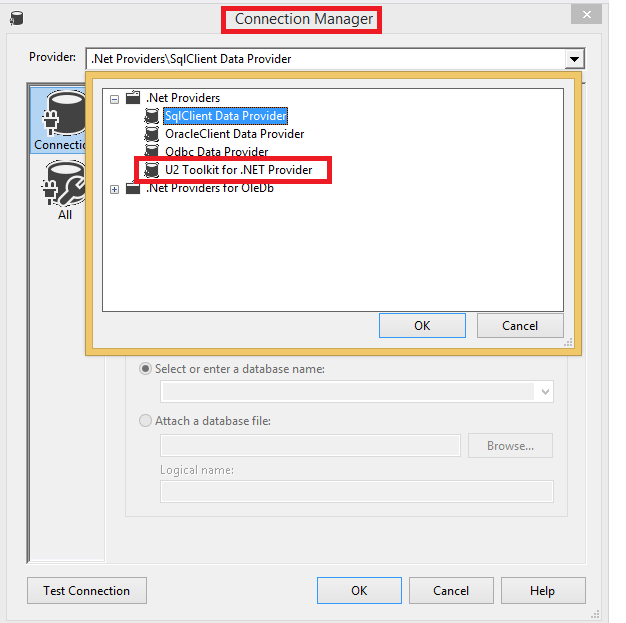 Connection Manager
Provider:
.Net Providers\SqlClient Data Provider
.Net Providers
SqlClient Data Provider
OracleClient Data Provider
Odbc Data Provider
U2 Toolkit for .NET Provider
.Net Providers for OleDb
OK
Cancel
Connectio
All
Select or enter a database name:
Attach a database file:
Browse...
Logical name:
Test Connection
OK
Cancel
Help